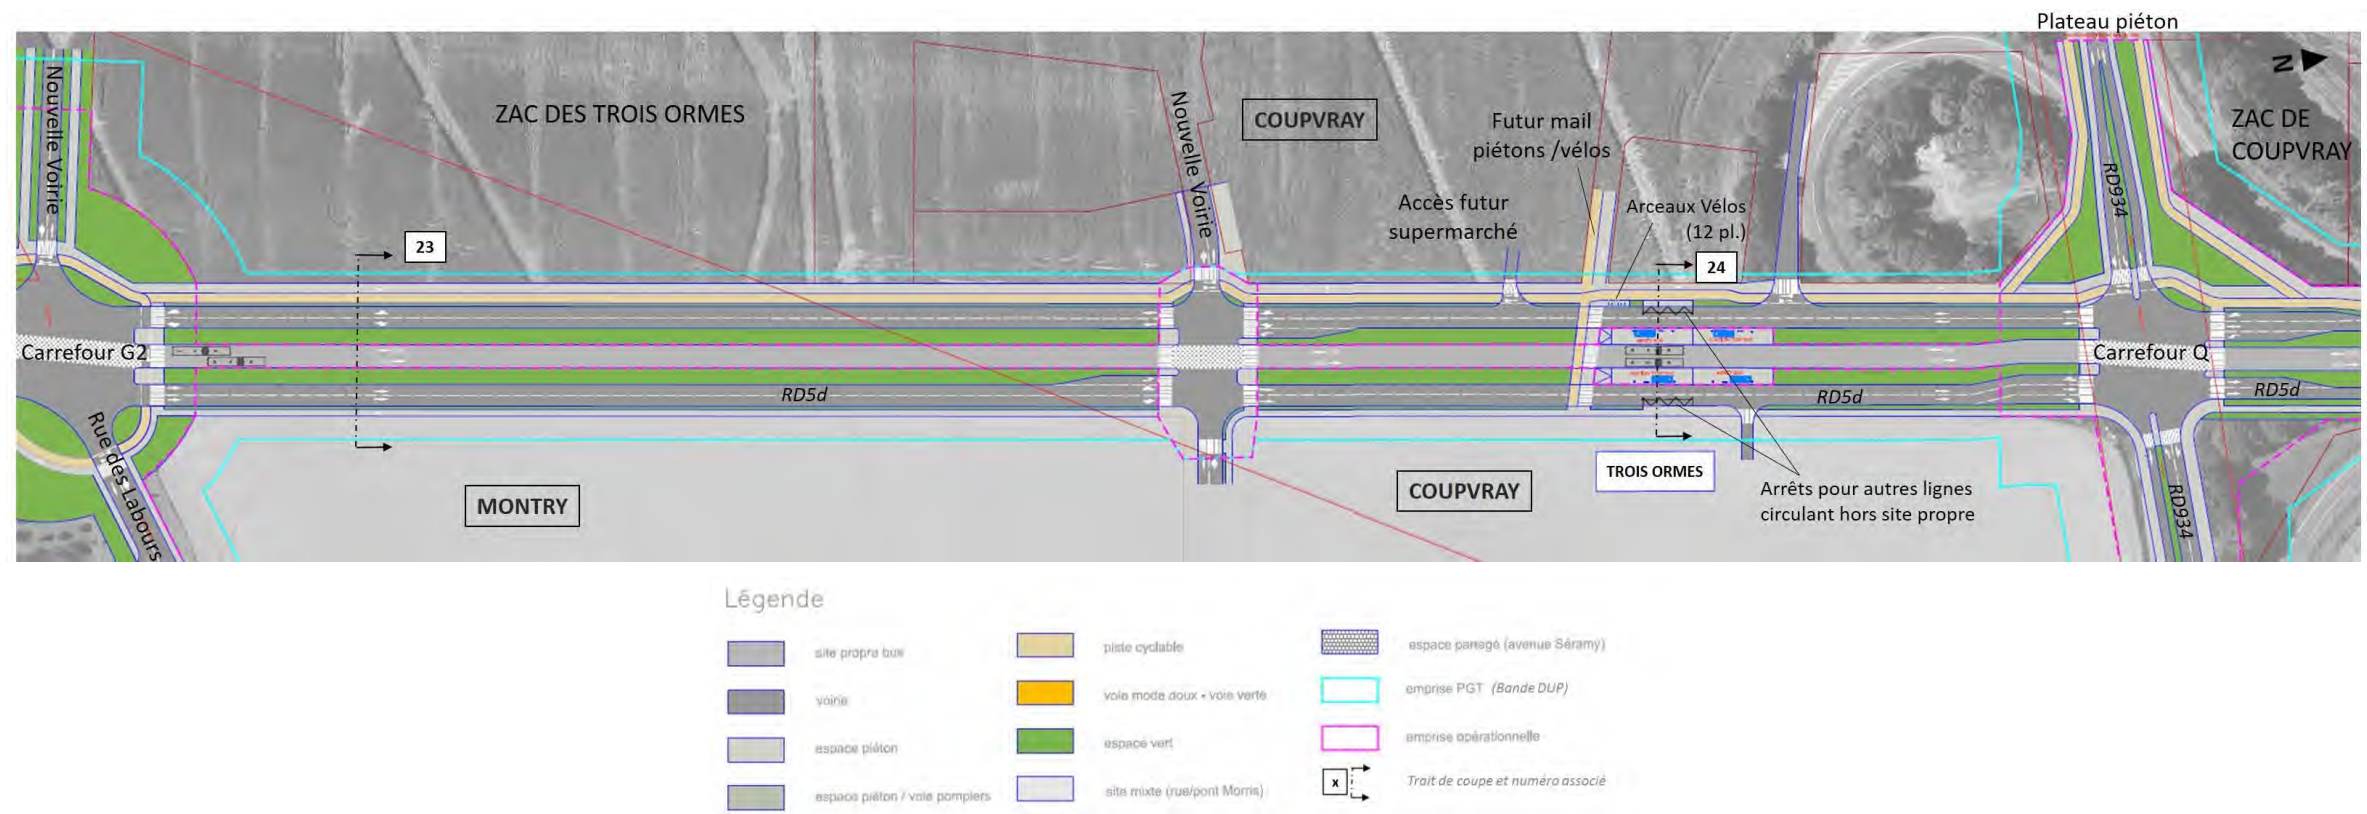 Plateau piéton
N
Nouvelle Voirie
ZAC DES TROIS ORMES
Nouvelle Voirie
COUPVRAY
Futur mail
piétons /vélos
ZAC DE
COUPVRAY
RD934
Accès futur
supermarché
Arceaux Vélos
(12 pl.)
23
24
Carrefour G2
Carrefour Q
RD5d
RD5d
RD5d
Rue des Labours
MONTRY
COUPVRAY
TROIS ORMES
Arrêts pour autres lignes
circulant hors site propre
RD934
Légende
site propre bus
voirie
espace piéton
espace piéton / voie pompiers
piste cyclable
voie mode doux - voie verte
espace vert
site mixte (rue/pont Morris)
espace partagé (avenue Séramy)
emprise PGT (Bande DUP)
emprise opérationnelle
x
Trait de coupe et numéro associé